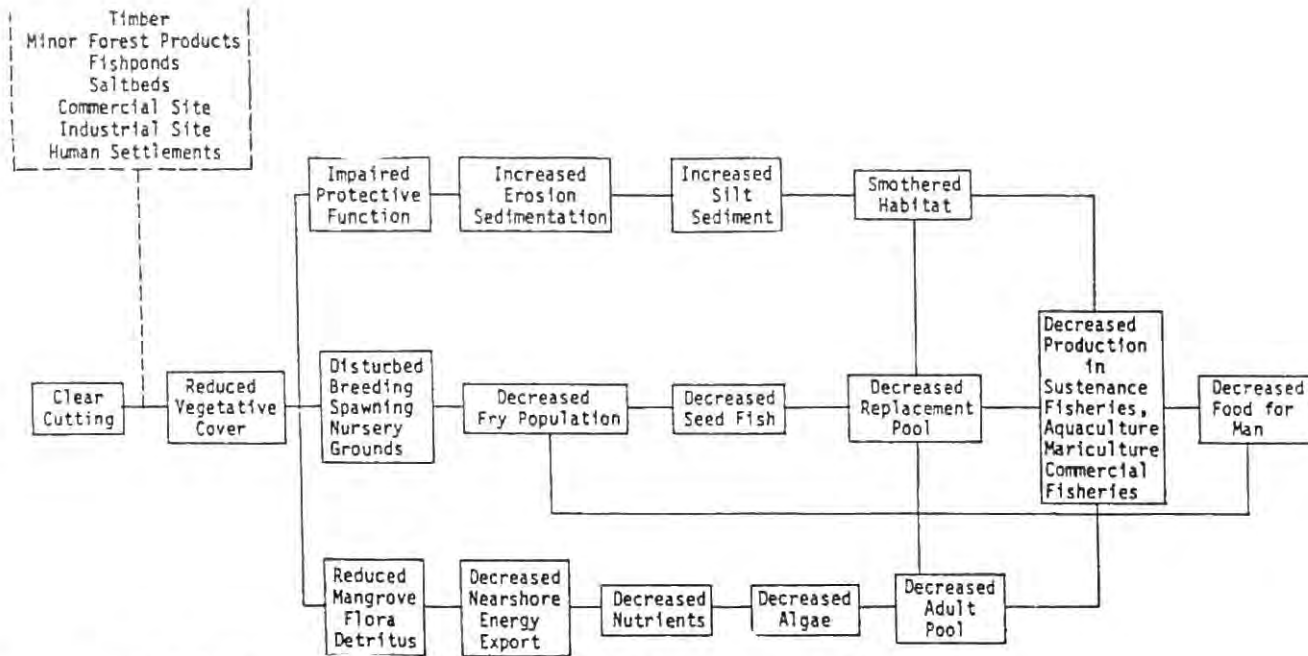 Timber
Minor Forest Products
Fishponds
Saltbeds
Commercial Site
Industrial Site
Human Settlements
Impaired
Protective
Function
Increased
Erosion
Sedimentation
Increased
Silt
Sediment
Smothered
Habitat
Clear
Cutting
Reduced
Vegetative
Cover
Disturbed
Breeding
Spawning
Nursery
Grounds
Decreased
Fry Population
Decreased
Seed Fish
Decreased
Replacement
Pool
Decreased
Production
in
Sustenance
Fisheries,
Aquaculture
Mariculture
Commercial
Fisheries
Decreased
Food for
Man
Reduced
Mangrove
Flora
Detritus
Decreased
Nearshore
Energy
Export
Decreased
Nutrients
Decreased
Algae
Decreased
Adult
Pool